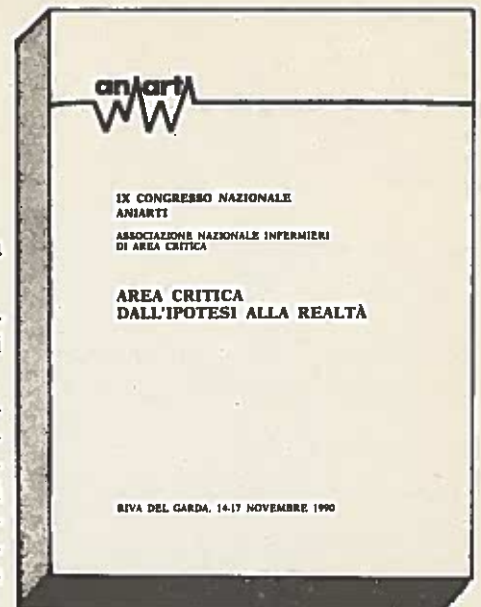 aniarti
IX CONGRESSO NAZIONALE
ANIARTI
ASSOCIAZIONE NAZIONALE INFERMIERI
DI AREA CRITICA
AREA CRITICA
DALL'IPOTESI ALLA REALTÀ
RIVA DEL GARDA, 14-17 NOVEMBRE 1990